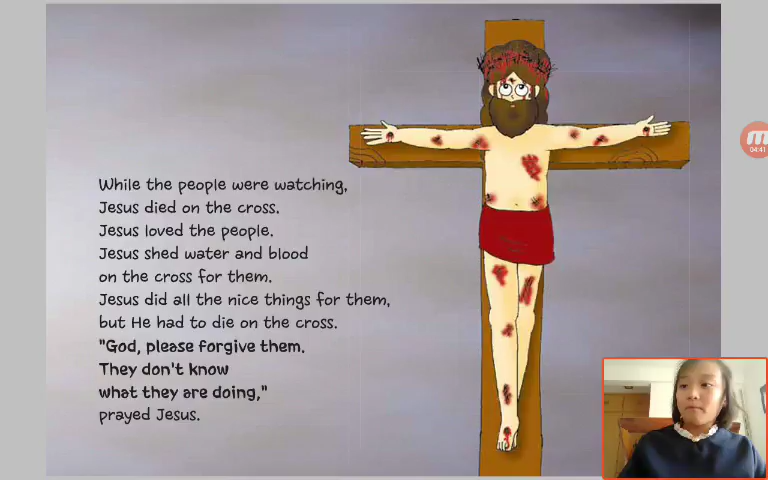 While the people were watching,
Jesus died on the cross.
Jesus loved the people.
Jesus shed water and blood
on the cross for them.
Jesus did all the nice things for them,
but He had to die on the cross.
"God, please forgive them.
They don't know
what they are doing,"
prayed Jesus.
04:41